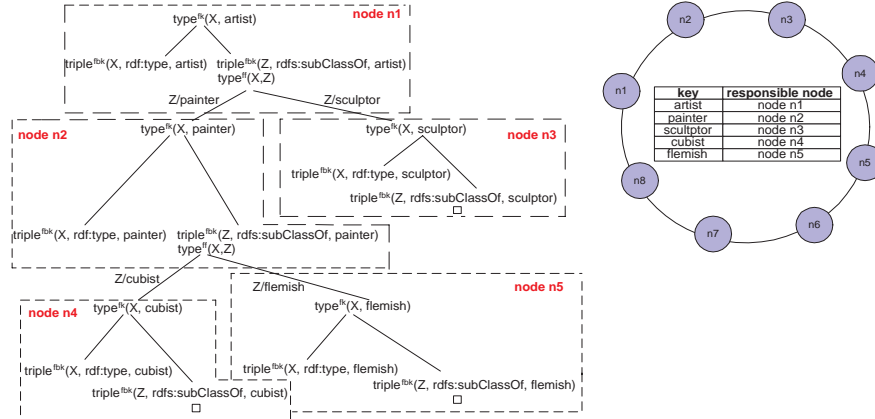 node n1
type^fk(X, artist)
triple^fbk(X, rdf:type, artist) triple^fbk(Z, rdfs:subClassOf, artist)
type^ff(X,Z)
Z/painter Z/sculptor
node n2 type^fk(X, painter) type^fk(X, sculptor) node n3
triple^fbk(X, rdf:type, sculptor)
triple^fbk(Z, rdfs:subClassOf, sculptor)
triple^fbk(X, rdf:type, painter) triple^fbk(Z, rdfs:subClassOf, painter)
type^ff(X,Z)
Z/cubist Z/flemish
node n4 type^fk(X, cubist) type^fk(X, flemish) node n5
triple^fbk(X, rdf:type, cubist) triple^fbk(X, rdf:type, flemish)
triple^fbk(Z, rdfs:subClassOf, cubist) triple^fbk(Z, rdfs:subClassOf, flemish)
n2 n3
n1 n4
key responsible node
artist node n1
painter node n2
scultptor node n3
cubist node n4
flemish node n5
n8 n5
n7 n6